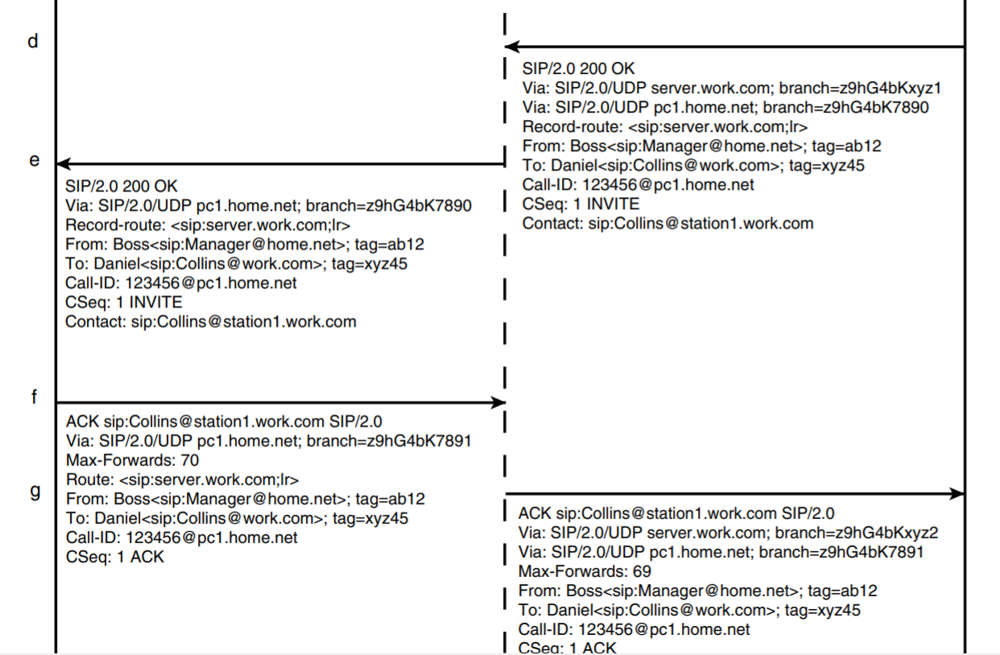 d
SIP/2.0 200 OK
Via: SIP/2.0/UDP server.work.com; branch=z9hG4bKxyz1
Via: SIP/2.0/UDP pc1.home.net; branch=z9hG4bK7890
Record-route: <sip:server.work.com;lr>
From: Boss<sip:Manager@home.net>; tag=ab12
To: Daniel<sip:Collins@work.com>; tag=xyz45
Call-ID: 123456@pc1.home.net
CSeq: 1 INVITE
Contact: sip:Collins@station1.work.com
e
SIP/2.0 200 OK
Via: SIP/2.0/UDP pc1.home.net; branch=z9hG4bK7890
Record-route: <sip:server.work.com;lr>
From: Boss<sip:Manager@home.net>; tag=ab12
To: Daniel<sip:Collins@work.com>; tag=xyz45
Call-ID: 123456@pc1.home.net
CSeq: 1 INVITE
Contact: sip:Collins@station1.work.com
f
ACK sip:Collins@station1.work.com SIP/2.0
Via: SIP/2.0/UDP pc1.home.net; branch=z9hG4bK7891
Max-Forwards: 70
Route: <sip:server.work.com;lr>
From: Boss<sip:Manager@home.net>; tag=ab12
To: Daniel<sip:Collins@work.com>; tag=xyz45
Call-ID: 123456@pc1.home.net
CSeq: 1 ACK
g
ACK sip:Collins@station1.work.com SIP/2.0
Via: SIP/2.0/UDP server.work.com; branch=z9hG4bKxyz2
Via: SIP/2.0/UDP pc1.home.net; branch=z9hG4bK7891
Max-Forwards: 69
From: Boss<sip:Manager@home.net>; tag=ab12
To: Daniel<sip:Collins@work.com>; tag=xyz45
Call-ID: 123456@pc1.home.net
CSeq: 1 ACK